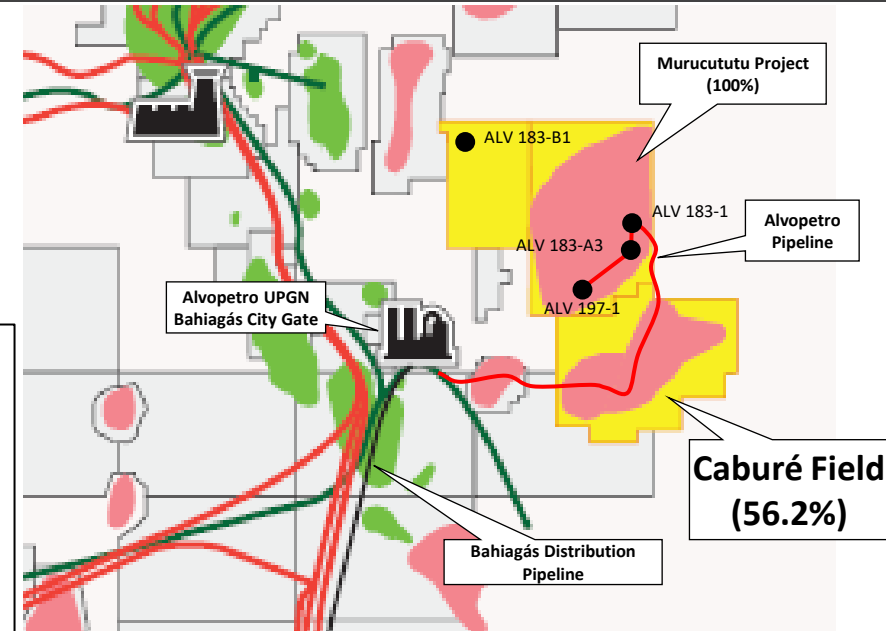 Murucututu Project
(100%)
ALV 183-B1
ALV 183-1
Alvopetro
Pipeline
ALV 183-A3
Alvopetro UPGN
Bahiagás City Gate
ALV 197-1
Caburé Field
(56.2%)
Bahiagás Distribution
Pipeline